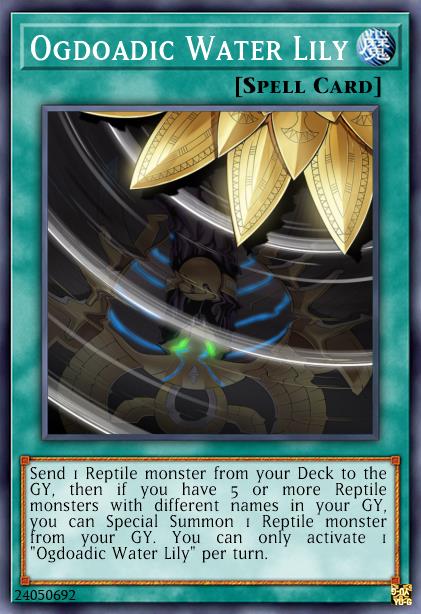 Ogdoadic Water Lily
魔
[Spell Card]
Send 1 Reptile monster from your Deck to the
GY, then if you have 5 or more Reptile
monsters with different names in your GY,
you can Special Summon 1 Reptile monster
from your GY. You can only activate 1
"Ogdoadic Water Lily" per turn.
24050692